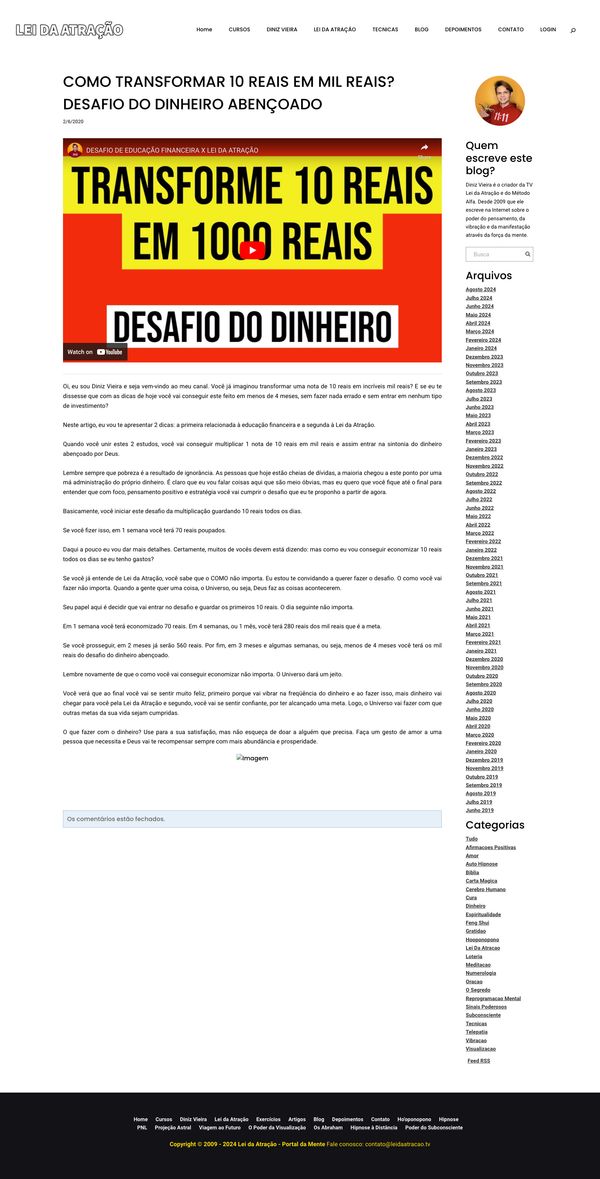 LEI DA ATRAÇÃO
Home CURSOS DINIZ VIEIRA LEI DA ATRAÇÃO TECNICAS BLOG DEPOIMENTOS CONTATO LOGIN
COMO TRANSFORMAR 10 REAIS EM MIL REAIS?
DESAFIO DO DINHEIRO ABENÇOADO
2/6/2020
DESAFIO DE EDUCAÇÃO FINANCEIRA X LEI DA ATRAÇÃO
Share
TRANSFORME 10 REAIS
EM 1000 REAIS
DESAFIO DO DINHEIRO
Watch on YouTube
Oi, eu sou Diniz Vieira e seja vem-vindo ao meu canal. Você já imaginou transformar uma nota de 10 reais em incríveis mil reais? E se eu te
dissesse que com as dicas de hoje você vai conseguir este feito em menos de 4 meses, sem fazer nada errado e sem entrar em nenhum tipo
de investimento?
Neste artigo, eu vou te apresentar 2 dicas: a primeira relacionada à educação financeira e a segunda à Lei da Atração.
Quando você unir estes 2 estudos, você vai conseguir multiplicar 1 nota de 10 reais em mil reais e assim entrar na sintonia do dinheiro
abençoado por Deus.
Lembre sempre que pobreza é a resultado de ignorância. As pessoas que hoje estão cheias de dívidas, a maioria chegou a este ponto por uma
má administração do próprio dinheiro. É claro que eu vou falar coisas aqui que são meio óbvias, mas eu quero que você fique até o final para
entender que com foco, pensamento positivo e estratégia você vai cumprir o desafio que eu te proponho a partir de agora.
Basicamente, você iniciar este desafio da multiplicação guardando 10 reais todos os dias.
Se você fizer isso, em 1 semana você terá 70 reais poupados.
Daqui a pouco eu vou dar mais detalhes. Certamente, muitos de vocês devem está dizendo: mas como eu vou conseguir economizar 10 reais
todos os dias se eu tenho gastos?
Se você já entende de Lei da Atração, você sabe que o COMO não importa. Eu estou te convidando a querer fazer o desafio. O como você vai
fazer não importa. Quando a gente quer uma coisa, o Universo, ou seja, Deus faz as coisas acontecerem.
Seu papel aqui é decidir que vai entrar no desafio e guardar os primeiros 10 reais. O dia seguinte não importa.
Em 1 semana você terá economizado 70 reais. Em 4 semanas, ou 1 mês, você terá 280 reais dos mil reais que é a meta.
Se você prosseguir, em 2 meses já serão 560 reais. Por fim, em 3 meses e algumas semanas, ou seja, menos de 4 meses você terá os mil
reais do desafio do dinheiro abençoado.
Lembre novamente de que o como você vai conseguir economizar não importa. O Universo dará um jeito.
Você verá que ao final você vai se sentir muito feliz, primeiro porque vai vibrar na freqüência do dinheiro e ao fazer isso, mais dinheiro vai
chegar para você pela Lei da Atração e segundo, você vai se sentir confiante, por ter alcançado uma meta. Logo, o Universo vai fazer com que
outras metas da sua vida sejam cumpridas.
O que fazer com o dinheiro? Use para a sua satisfação, mas não esqueça de doar a alguém que precisa. Faça um gesto de amor a uma
pessoa que necessita e Deus vai te recompensar sempre com mais abundância e prosperidade.
Imagem
Os comentários estão fechados.
11:11
Quem
escreve este
blog?
Diniz Vieira é o criador da TV
Lei da Atração e do Método
Alfa. Desde 2009 que ele
escreve na Internet sobre o
poder do pensamento, da
vibração e da manifestação
através da força da mente.
Busca
Arquivos
Agosto 2024
Julho 2024
Junho 2024
Maio 2024
Abril 2024
Março 2024
Fevereiro 2024
Janeiro 2024
Dezembro 2023
Novembro 2023
Outubro 2023
Setembro 2023
Agosto 2023
Julho 2023
Junho 2023
Maio 2023
Abril 2023
Março 2023
Fevereiro 2023
Janeiro 2023
Dezembro 2022
Novembro 2022
Outubro 2022
Setembro 2022
Agosto 2022
Julho 2022
Junho 2022
Maio 2022
Abril 2022
Março 2022
Fevereiro 2022
Janeiro 2022
Dezembro 2021
Novembro 2021
Outubro 2021
Setembro 2021
Agosto 2021
Julho 2021
Junho 2021
Maio 2021
Abril 2021
Março 2021
Fevereiro 2021
Janeiro 2021
Dezembro 2020
Novembro 2020
Outubro 2020
Setembro 2020
Agosto 2020
Julho 2020
Junho 2020
Maio 2020
Abril 2020
Março 2020
Fevereiro 2020
Janeiro 2020
Dezembro 2019
Novembro 2019
Outubro 2019
Setembro 2019
Agosto 2019
Julho 2019
Junho 2019
Categorias
Tudo
Afirmacoes Positivas
Amor
Auto Hipnose
Biblia
Carta Magica
Cerebro Humano
Cura
Dinheiro
Espiritualidade
Feng Shui
Gratidao
Hooponopono
Lei Da Atracao
Loteria
Meditacao
Numerologia
Oracao
O Segredo
Reprogramacao Mental
Sinais Poderosos
Subconsciente
Tecnicas
Telepatia
Vibracao
Visualizacao
Feed RSS
Home Cursos Diniz Vieira Lei da Atração Exercícios Artigos Blog Depoimentos Contato Ho'oponopono Hipnose
PNL Projeção Astral Viagem ao Futuro O Poder da Visualização Os Abraham Hipnose à Distância Poder do Subconsciente
Copyright © 2009 - 2024 Lei da Atração - Portal da Mente Fale conosco: contato@leidaatracao.tv